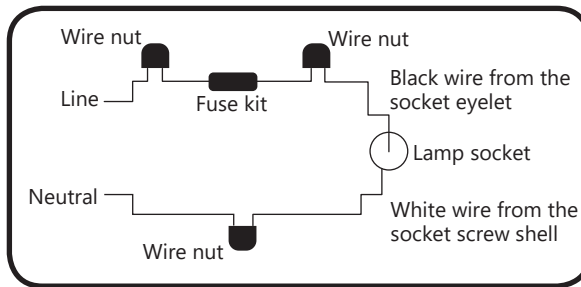 Wire nut
Wire nut
Line
Fuse kit
Black wire from the
socket eyelet
Lamp socket
Neutral
White wire from the
socket screw shell
Wire nut